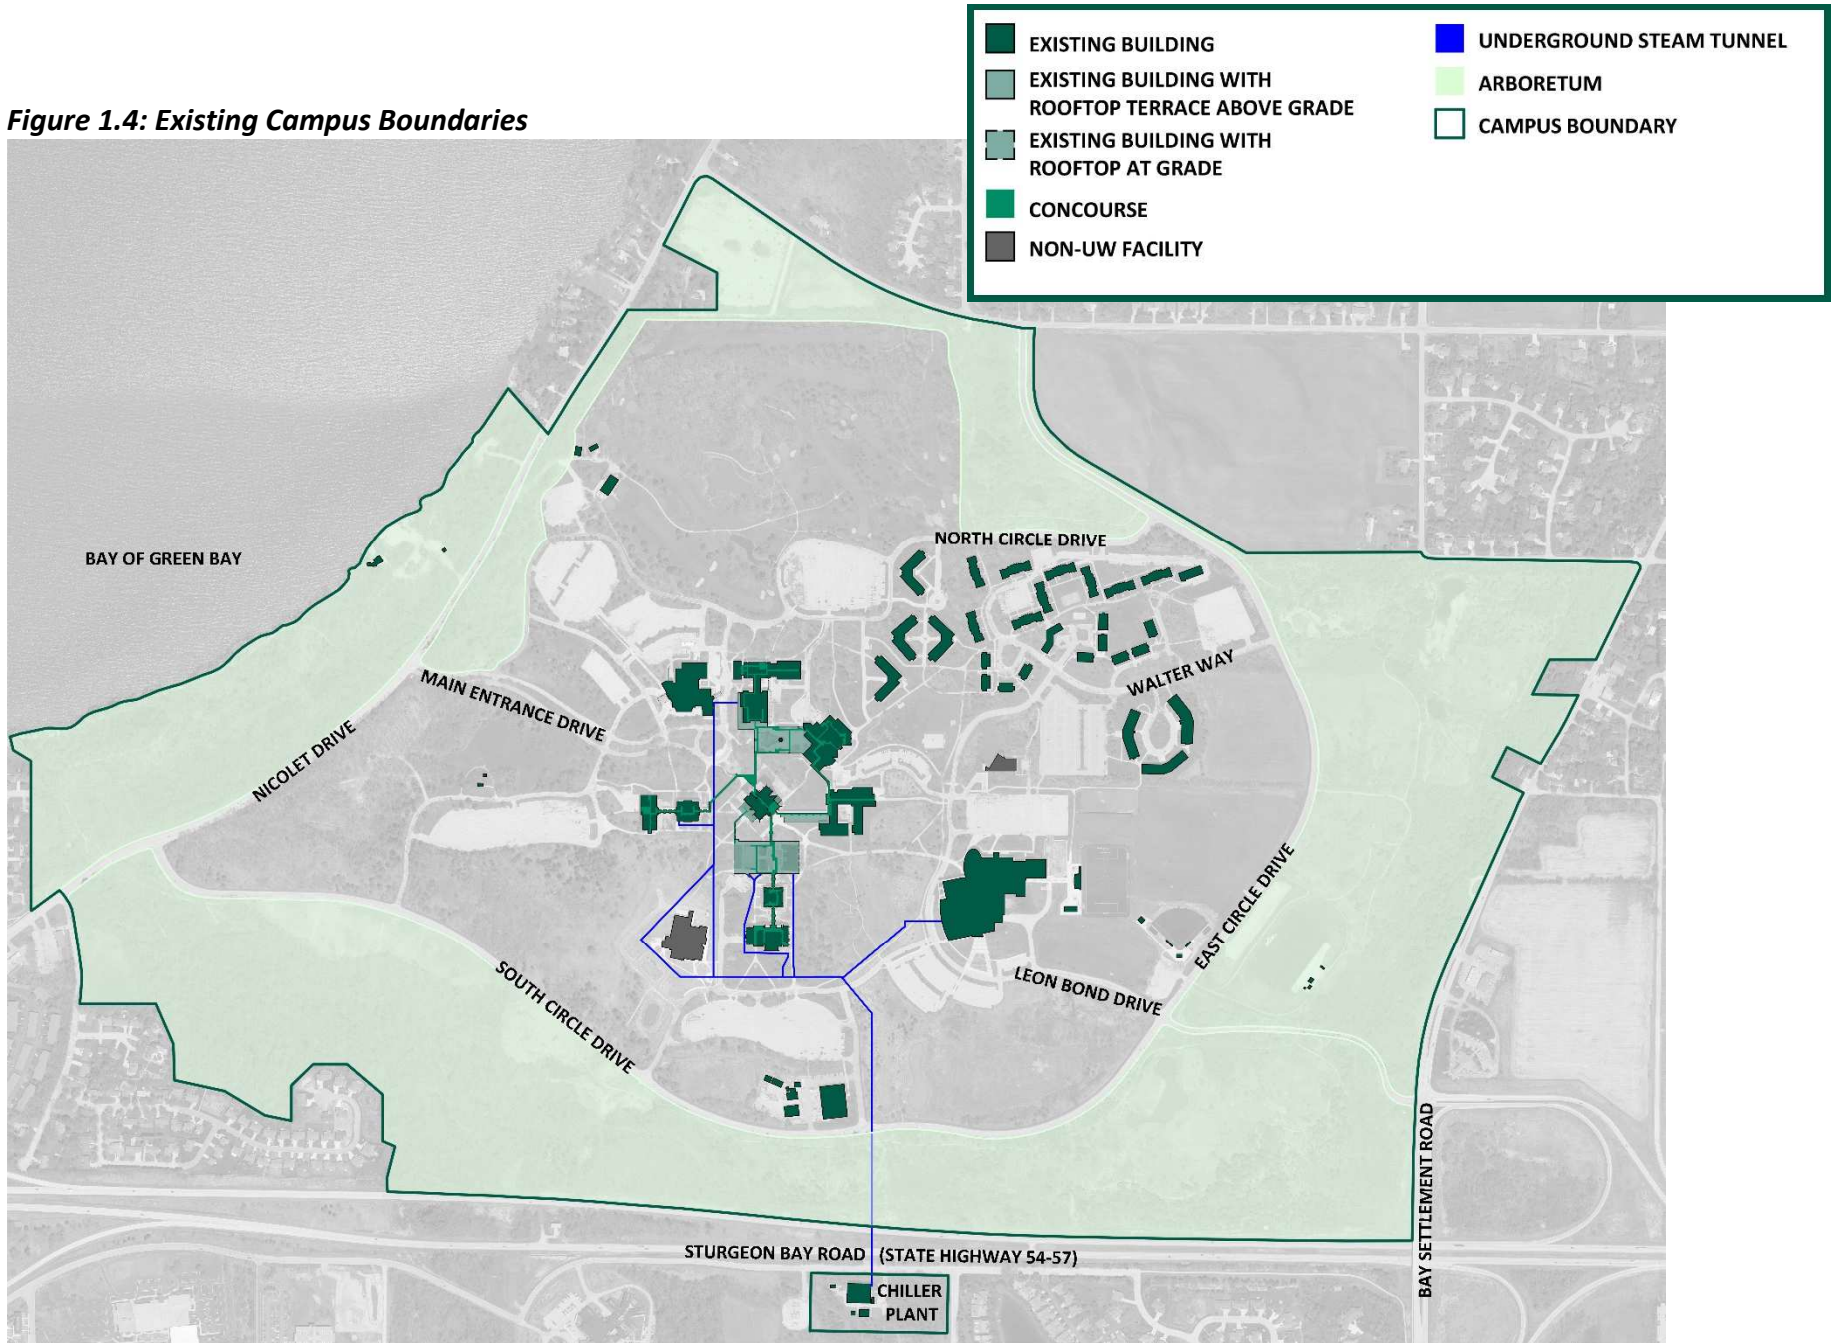 EXISTING BUILDING
EXISTING BUILDING WITH
ROOFTOP TERRACE ABOVE GRADE
EXISTING BUILDING WITH
ROOFTOP AT GRADE
CONCOURSE
NON-UW FACILITY
UNDERGROUND STEAM TUNNEL
ARBORETUM
CAMPUS BOUNDARY
Figure 1.4: Existing Campus Boundaries
BAY OF GREEN BAY
NORTH CIRCLE DRIVE
WALTER WAY
MAIN ENTRANCE DRIVE
NICOLET DRIVE
EAST CIRCLE DRIVE
SOUTH CIRCLE DRIVE
LEON BOND DRIVE
BAY SETTLEMENT ROAD
STURGEON BAY ROAD (STATE HIGHWAY 54-57)
CHILLER
PLANT